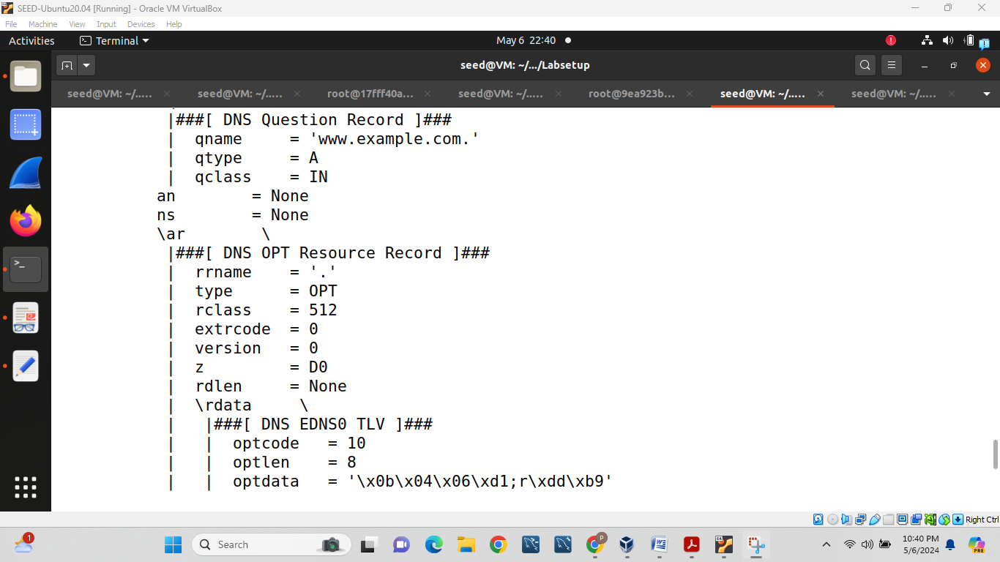 SEED-Ubuntu20.04 [Running] - Oracle VM VirtualBox
File Machine View Input Devices Help
Activities Terminal May 6 22:40
seed@VM: ~/.../Labsetup
seed@VM: ~/..... seed@VM: ~/..... root@17fff40a... seed@VM: ~/..... root@9ea923b... seed@VM: ~/..... seed@VM: ~/.....
|###[ DNS Question Record ]###
|  qname     = 'www.example.com.'
|  qtype     = A
|  qclass    = IN
an        = None
ns        = None
\ar        \
|###[ DNS OPT Resource Record ]###
|  rrname    = '.'
|  type      = OPT
|  rclass    = 512
|  extrcode  = 0
|  version   = 0
|  z         = D0
|  rdlen     = None
|  \rdata     \
|   |###[ DNS EDNS0 TLV ]###
|   |  optcode   = 10
|   |  optlen    = 8
|   |  optdata   = '\x0b\x04\x06\xd1;r\xdd\xb9'
Right Ctrl
1
Search
P
64
PRE
10:40 PM
5/6/2024